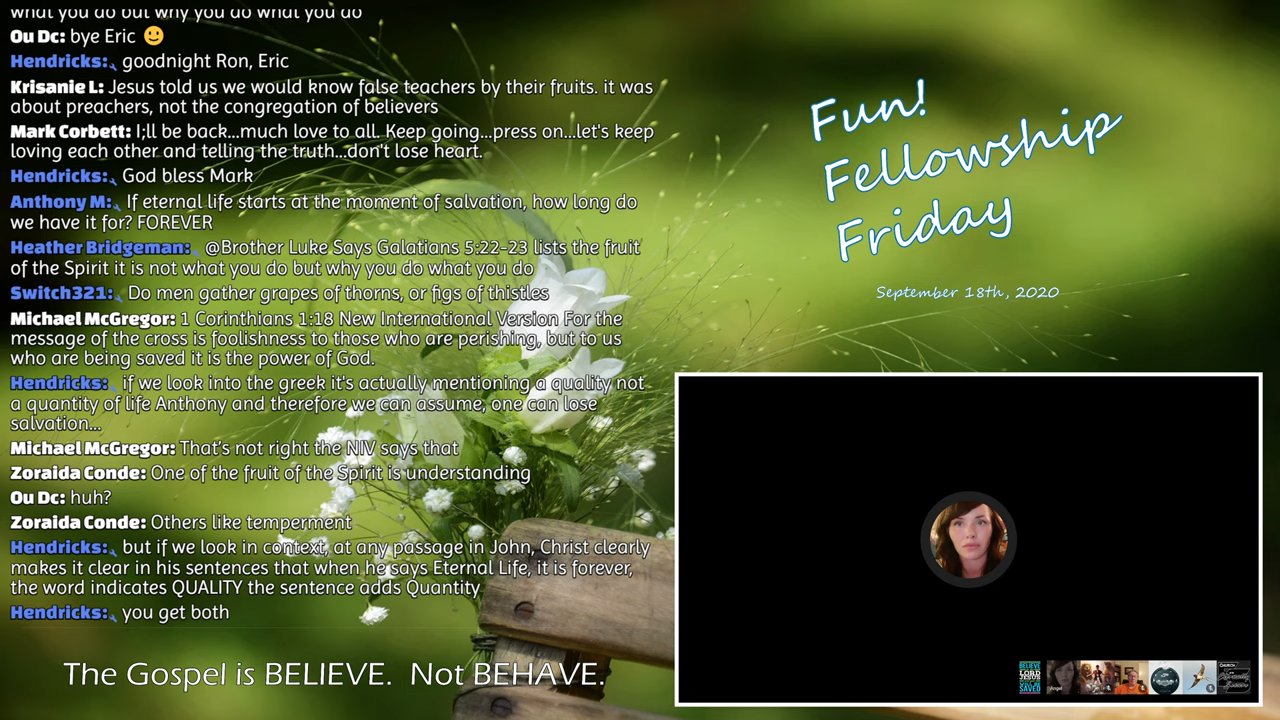 what you do but why you do what you do
Ou Dc: bye Eric 🙂
Hendricks: goodnight Ron, Eric
Krisanie L: Jesus told us we would know false teachers by their fruits. it was
about preachers, not the congregation of believers
Mark Corbett: I;ll be back...much love to all. Keep going...press on...let's keep
loving each other and telling the truth...don't lose heart.
Hendricks: God bless Mark
Anthony M: If eternal life starts at the moment of salvation, how long do
we have it for? FOREVER
Heather Bridgeman: @Brother Luke Says Galatians 5:22-23 lists the fruit
of the Spirit it is not what you do but why you do what you do
Switch321: Do men gather grapes of thorns, or figs of thistles
Michael McGregor: 1 Corinthians 1:18 New International Version For the
message of the cross is foolishness to those who are perishing, but to us
who are being saved it is the power of God.
Hendricks: if we look into the greek it's actually mentioning a quality not
a quantity of life Anthony and therefore we can assume, one can lose
salvation...
Michael McGregor: That's not right the NIV says that
Zoraida Conde: One of the fruit of the Spirit is understanding
Ou Dc: huh?
Zoraida Conde: Others like temperment
Hendricks: but if we look in context, at any passage in John, Christ clearly
makes it clear in his sentences that when he says Eternal Life, it is forever,
the word indicates QUALITY the sentence adds Quantity
Hendricks: you get both
The Gospel is BELIEVE. Not BEHAVE.
Fun!
Fellowship
Friday
September 18th, 2020
BELIEVE
LORD
JESUS
SAVED
Angel
CHURCH